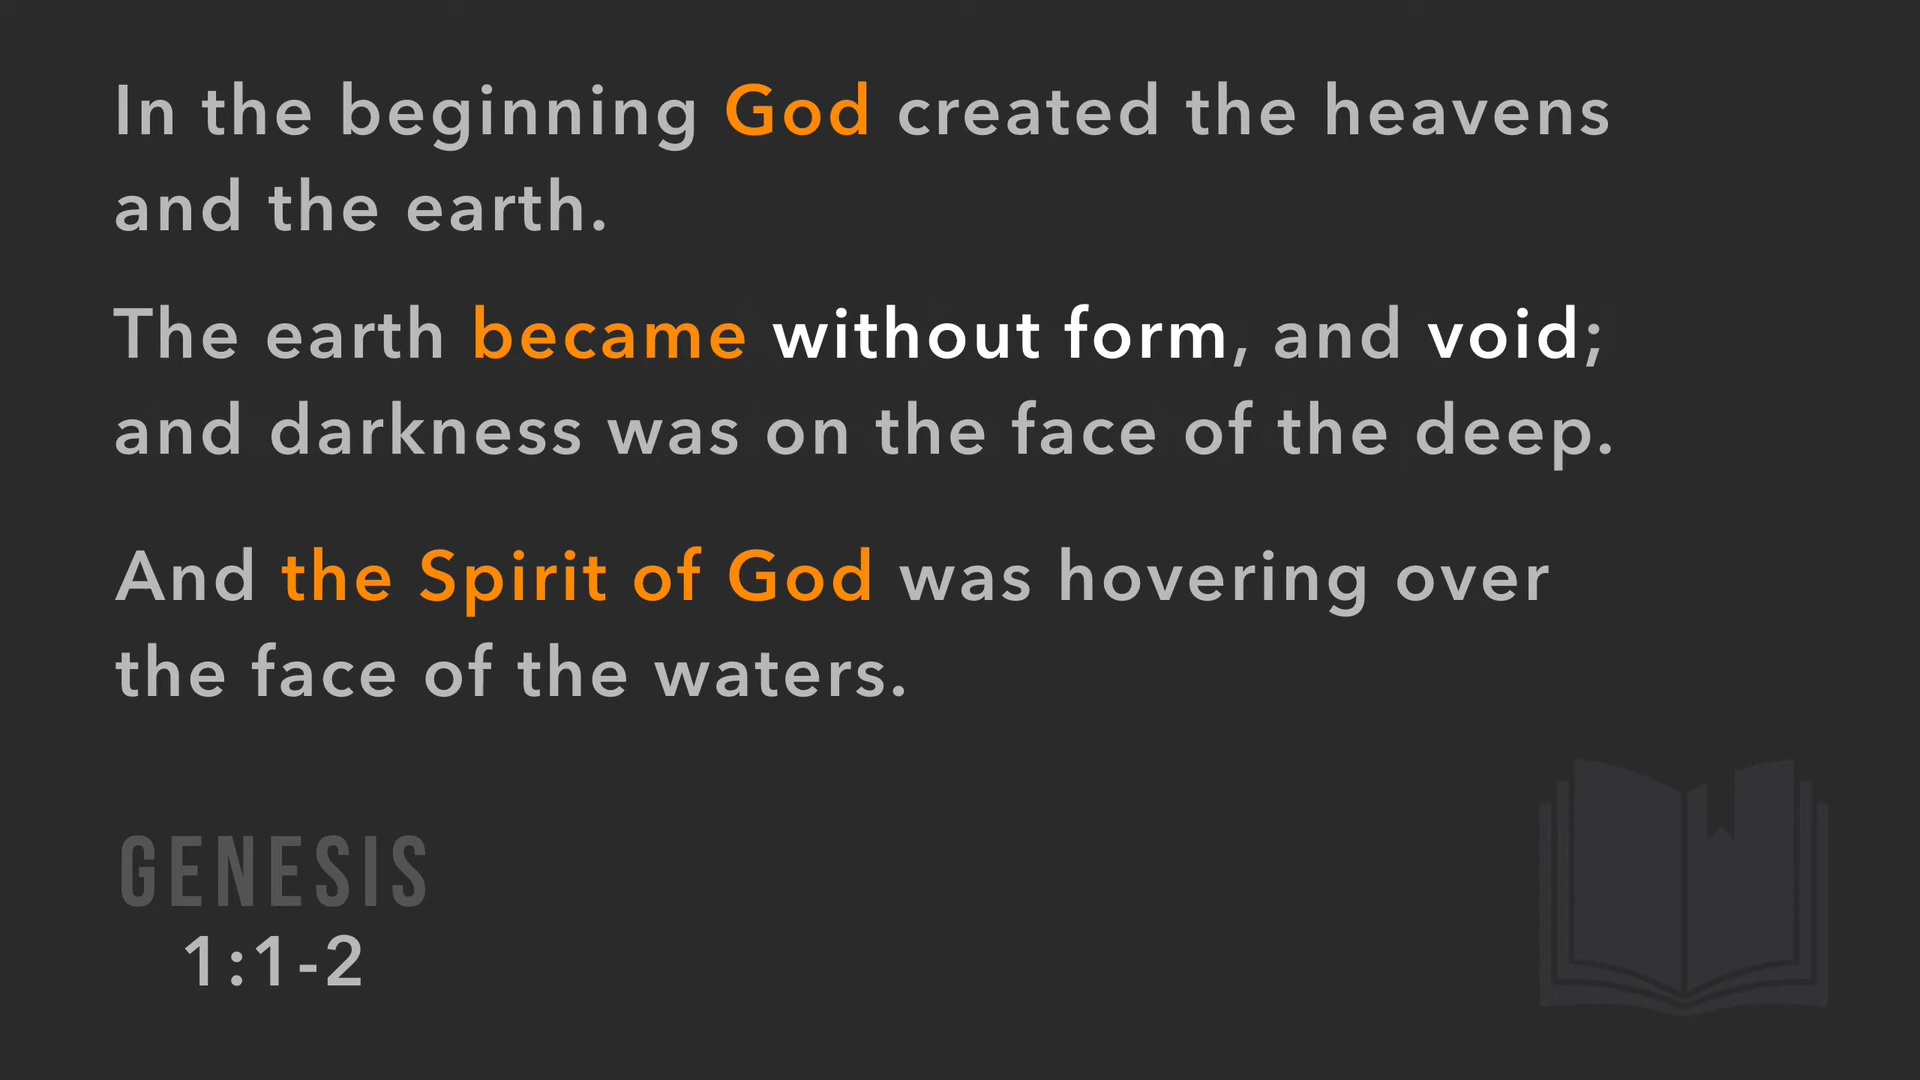 In the beginning God created the heavens
and the earth.
The earth became without form, and void;
and darkness was on the face of the deep.
And the Spirit of God was hovering over
the face of the waters.
GENESIS
1:1-2